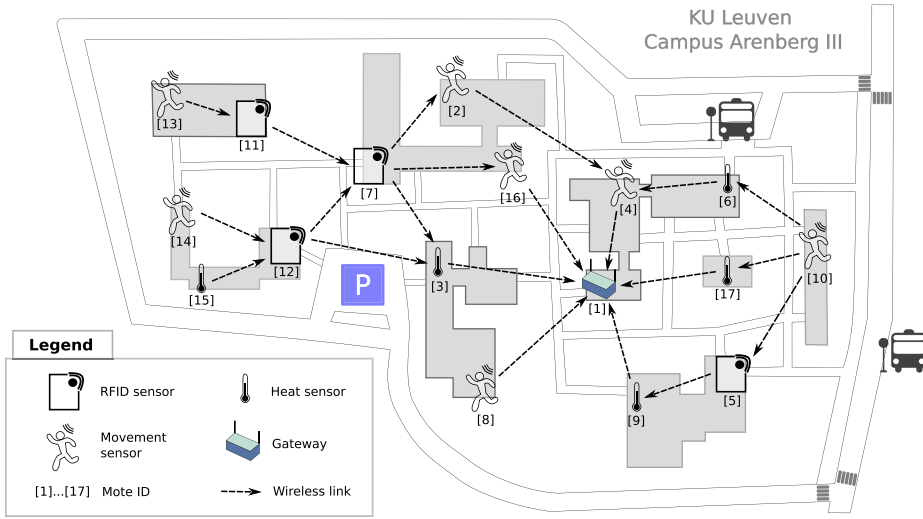 KU Leuven
Campus Arenberg III
[13]
[11]
[2]
[7]
[16]
[4]
[6]
[14]
[12]
[15]
P
[3]
[1]
[17]
[10]
[8]
[9]
[5]
Legend
RFID sensor
Heat sensor
Movement
sensor
Gateway
[1]...[17] Mote ID
Wireless link